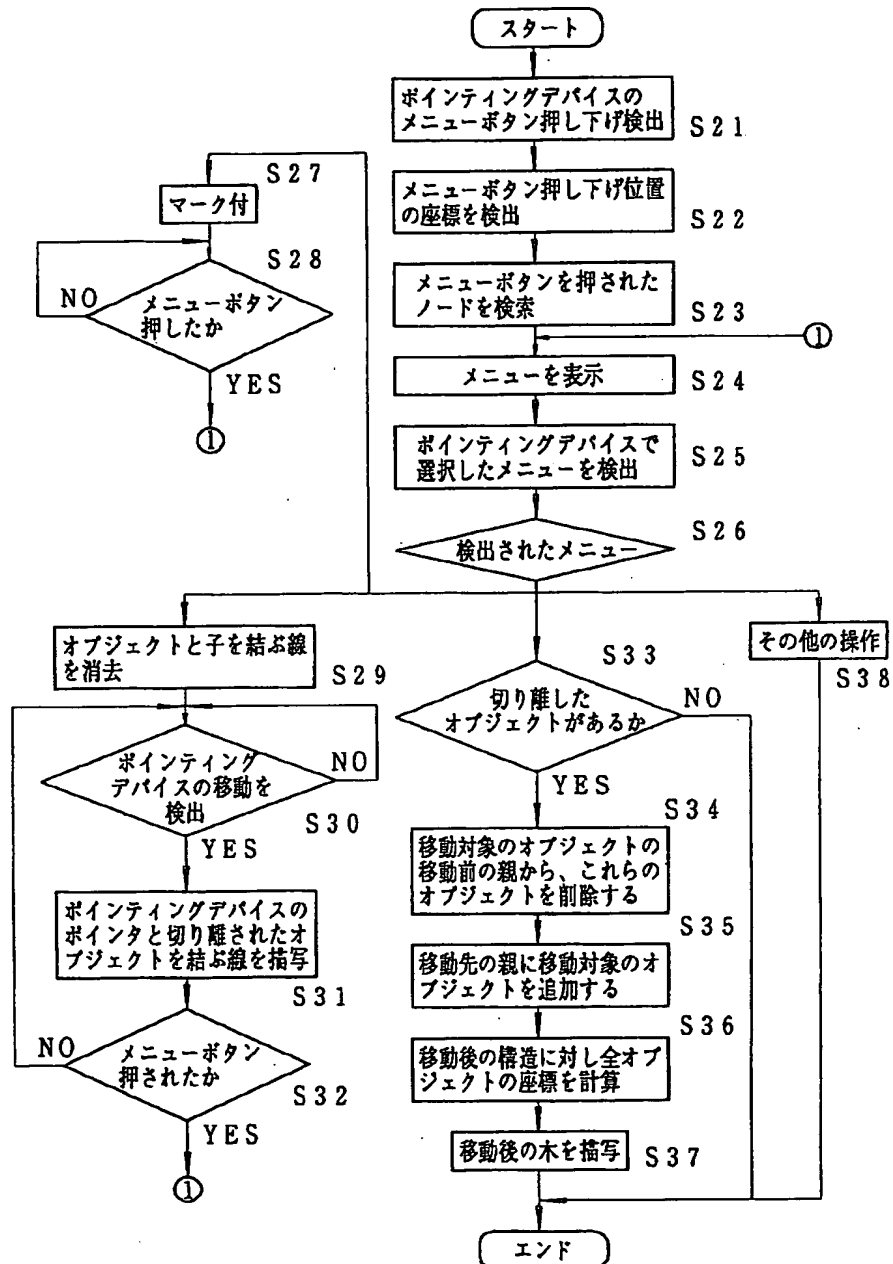 スタート
ポインティングデバイスの
メニューボタン押し下げ検出
S21
メニューボタン押し下げ位置
の座標を検出
S22
メニューボタンを押された
ノードを検索
S23
①
メニューを表示
S24
ポインティングデバイスで
選択したメニューを検出
S25
検出されたメニュー
S26
S27
マーク付
S28
メニューボタン
押したか
NO
YES
①
オブジェクトと子を結ぶ線
を消去
S29
ポインティング
デバイスの移動を
検出
NO
S30
YES
ポインティングデバイスの
ポインタと切り離されたオ
ブジェクトを結ぶ線を描写
S31
NO
メニューボタン
押されたか
S32
YES
①
S33
切り離した
オブジェクトがあるか
NO
YES
S34
移動対象のオブジェクトの
移動前の親から、これらの
オブジェクトを削除する
S35
移動先の親に移動対象のオ
ブジェクトを追加する
S36
移動後の構造に対し全オブ
ジェクトの座標を計算
移動後の木を描写
S37
その他の操作
S38
エンド